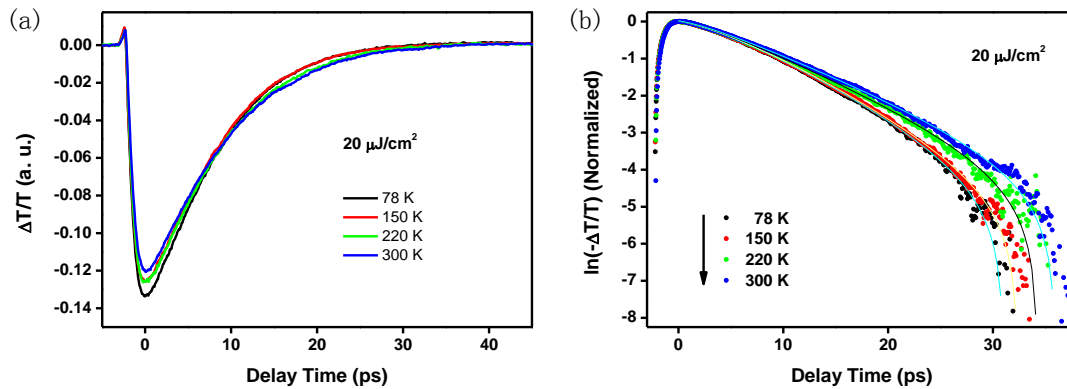 (a)
0.00
-0.02
-0.04
-0.06
-0.08
-0.10
-0.12
-0.14
ΔT/T (a. u.)
20 μJ/cm²
78 K
150 K
220 K
300 K
0 10 20 30 40
Delay Time (ps)
(b)
0
-1
-2
-3
-4
-5
-6
-7
-8
ln(-ΔT/T) (Normalized)
20 μJ/cm²
78 K
150 K
220 K
300 K
0 10 20 30
Delay Time (ps)